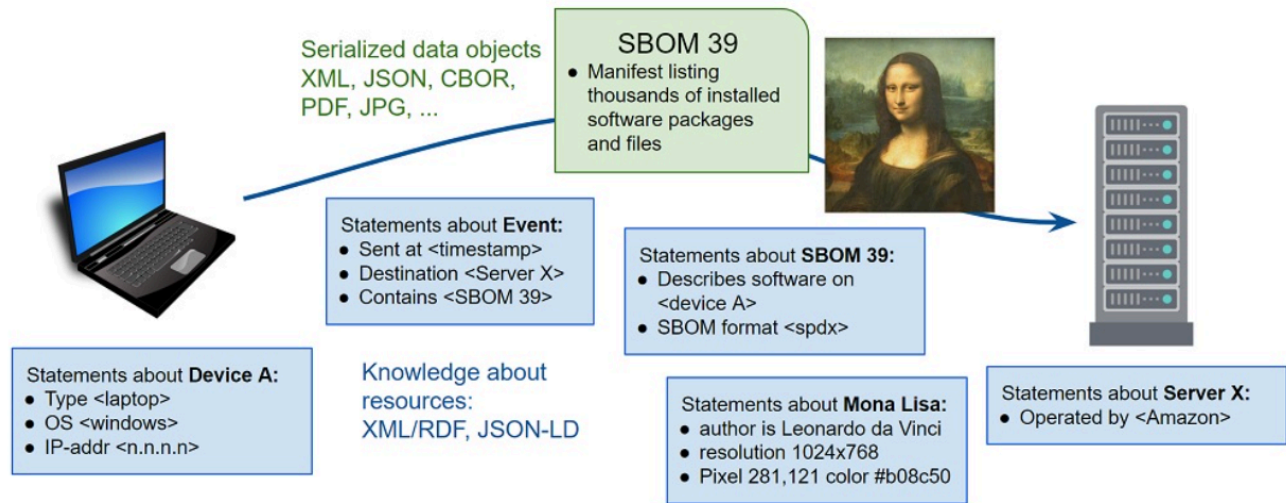 Serialized data objects
XML, JSON, CBOR,
PDF, JPG, ...
SBOM 39
● Manifest listing
thousands of installed
software packages
and files
Statements about Event:
● Sent at <timestamp>
● Destination <Server X>
● Contains <SBOM 39>
Statements about SBOM 39:
● Describes software on
<device A>
● SBOM format <spdx>
Statements about Device A:
● Type <laptop>
● OS <windows>
● IP-addr <n.n.n.n>
Knowledge about
resources:
XML/RDF, JSON-LD
Statements about Mona Lisa:
● author is Leonardo da Vinci
● resolution 1024x768
● Pixel 281,121 color #b08c50
Statements about Server X:
● Operated by <Amazon>